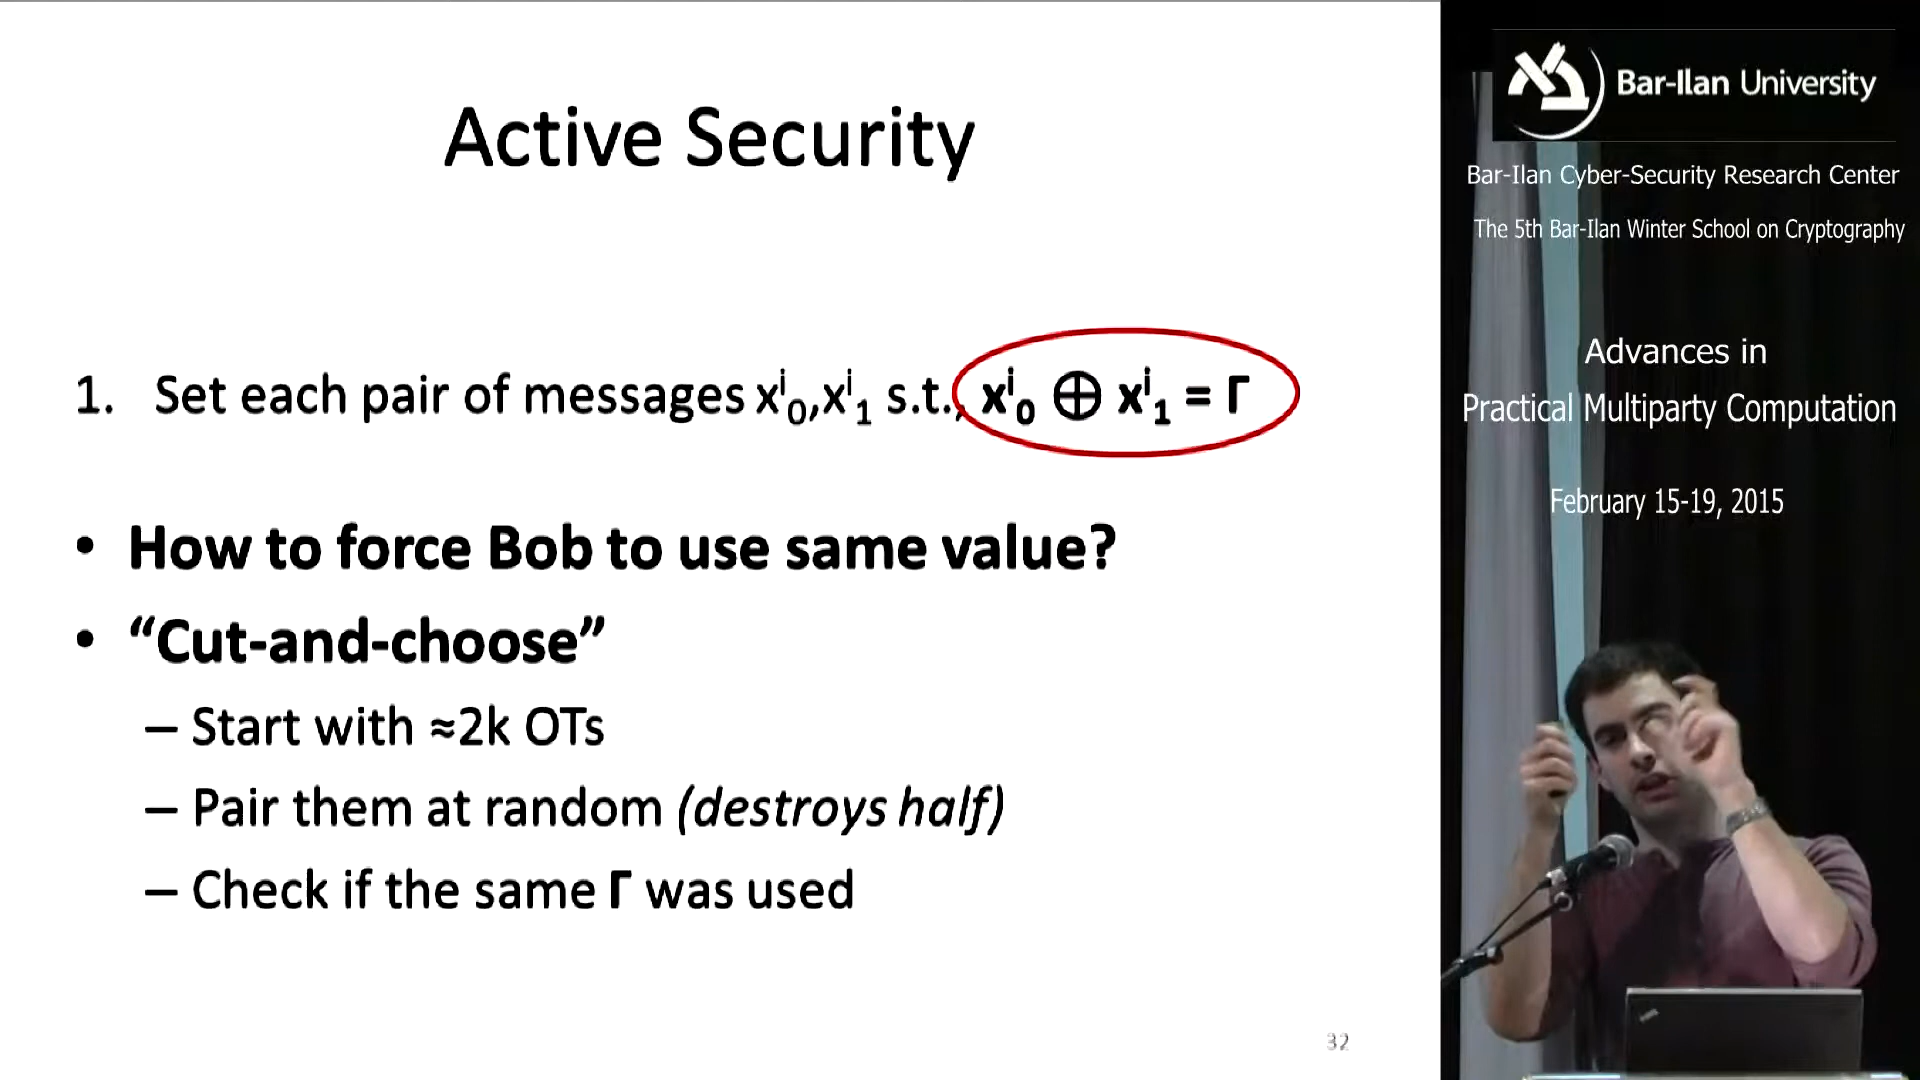 Active Security
1. Set each pair of messages xⁱ₀,xⁱ₁ s.t., xⁱ₀ ⊕ xⁱ₁ = Γ
• How to force Bob to use same value?
• “Cut-and-choose”
– Start with ≈2k OTs
– Pair them at random (destroys half)
– Check if the same Γ was used
32
Bar-Ilan University
Bar-Ilan Cyber-Security Research Center
The 5th Bar-Ilan Winter School on Cryptography
Advances in
Practical Multiparty Computation
February 15-19, 2015